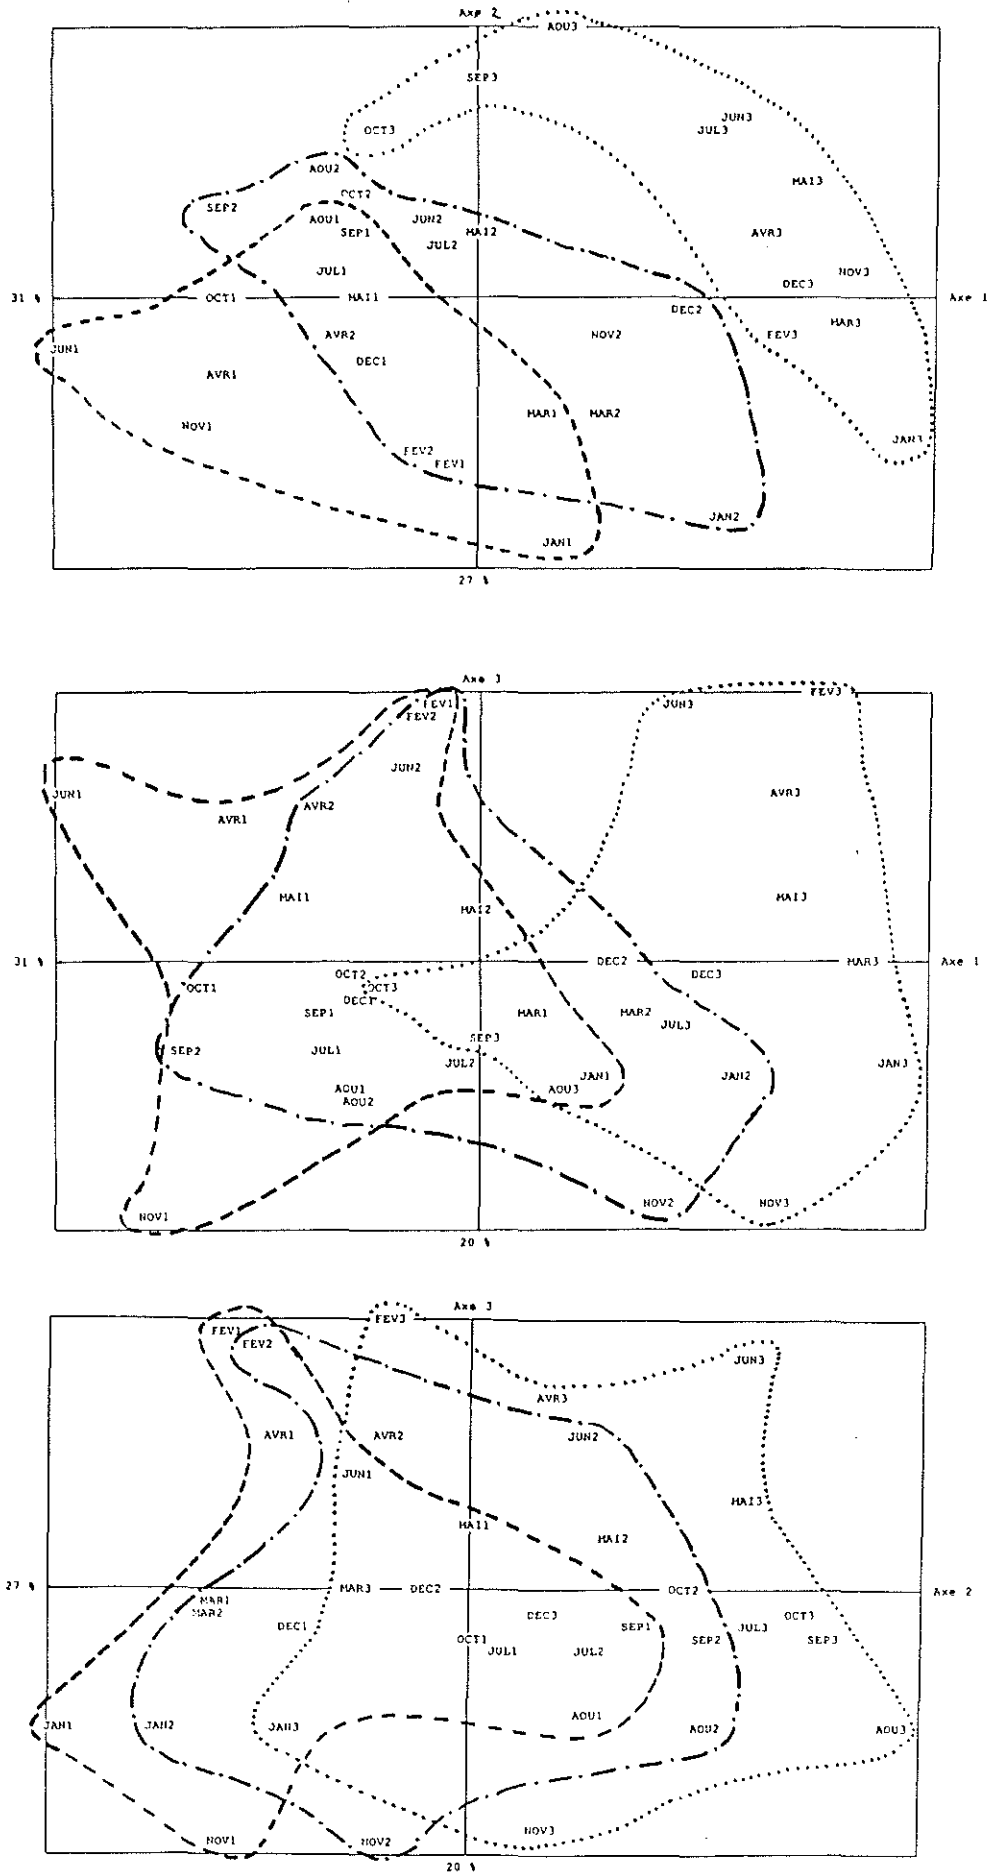 Axe 2
AOU3
SEP3
JUN3
OCT3
JUL3
AOU2
MAI3
OCT2
SEP2
AOU1
JUN2
SEP1
MAI2
AVR3
JUL2
JUL1
NOV3
DEC3
31 %
OCT1
MAI1
Axe 1
DEC2
MAR3
AVR2
NOV2
FEV3
JUN1
DEC1
AVR1
MAR1
MAR2
NOV1
JAN3
FEV2
FEV1
JAN2
JAN1
27 %
Axe 3
FEV3
FEV1
JUN3
FEV2
JUN2
JUN1
AVR3
AVR2
AVR1
MAI1
MAI3
MAI2
31 %
DEC2
MAR3
Axe 1
OCT2
DEC3
OCT1
OCT3
DEC1
SEP1
MAR1
MAR2
JUL3
SEP3
SEP2
JUL1
JUL2
JAN3
JAN1
JAN2
AOU1
AOU3
AOU2
NOV1
NOV2
NOV3
20 %
Axe 3
FEV3
FEV1
FEV2
JUN3
AVR3
AVR1
AVR2
JUN2
JUN1
MAI3
MAI1
MAI2
27 %
MAR3
DEC2
OCT2
Axe 2
MAR1
MAR2
DEC3
OCT3
DEC1
SEP1
JUL3
OCT1
SEP2
SEP3
JUL1
JUL2
AOU1
JAN1
JAN2
JAN3
AOU2
AOU3
NOV3
NOV1
NOV2
20 %